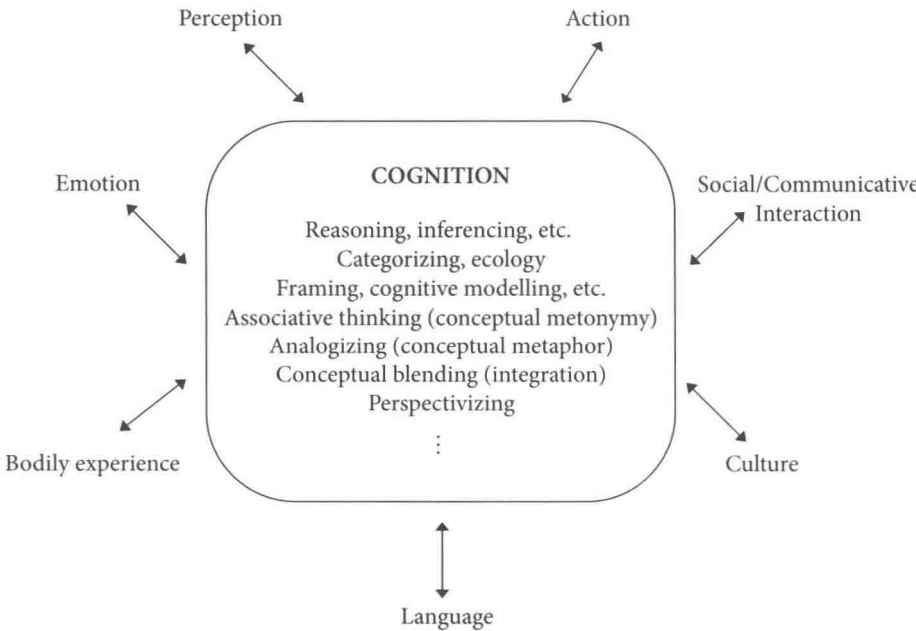 Perception
Action
Emotion
COGNITION
Social/Communicative
Interaction
Reasoning, inferencing, etc.
Categorizing, ecology
Framing, cognitive modelling, etc.
Associative thinking (conceptual metonymy)
Analogizing (conceptual metaphor)
Conceptual blending (integration)
Perspectivizing
⋮
Bodily experience
Culture
Language